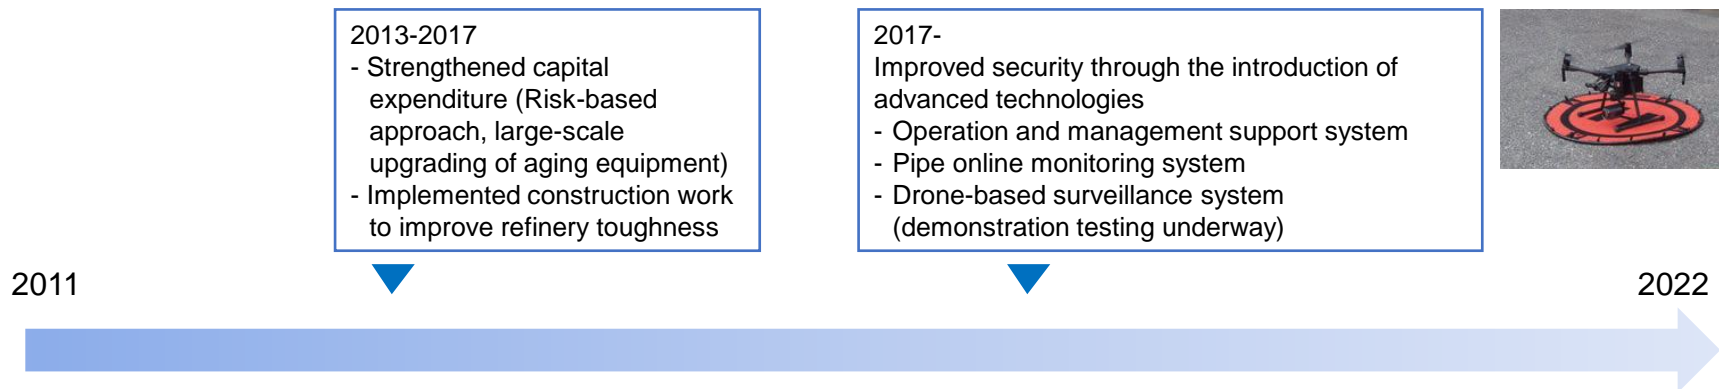 2013-2017
- Strengthened capital
expenditure (Risk-based
approach, large-scale
upgrading of aging equipment)
- Implemented construction work
to improve refinery toughness
2017-
Improved security through the introduction of
advanced technologies
- Operation and management support system
- Pipe online monitoring system
- Drone-based surveillance system
(demonstration testing underway)
2011
2022